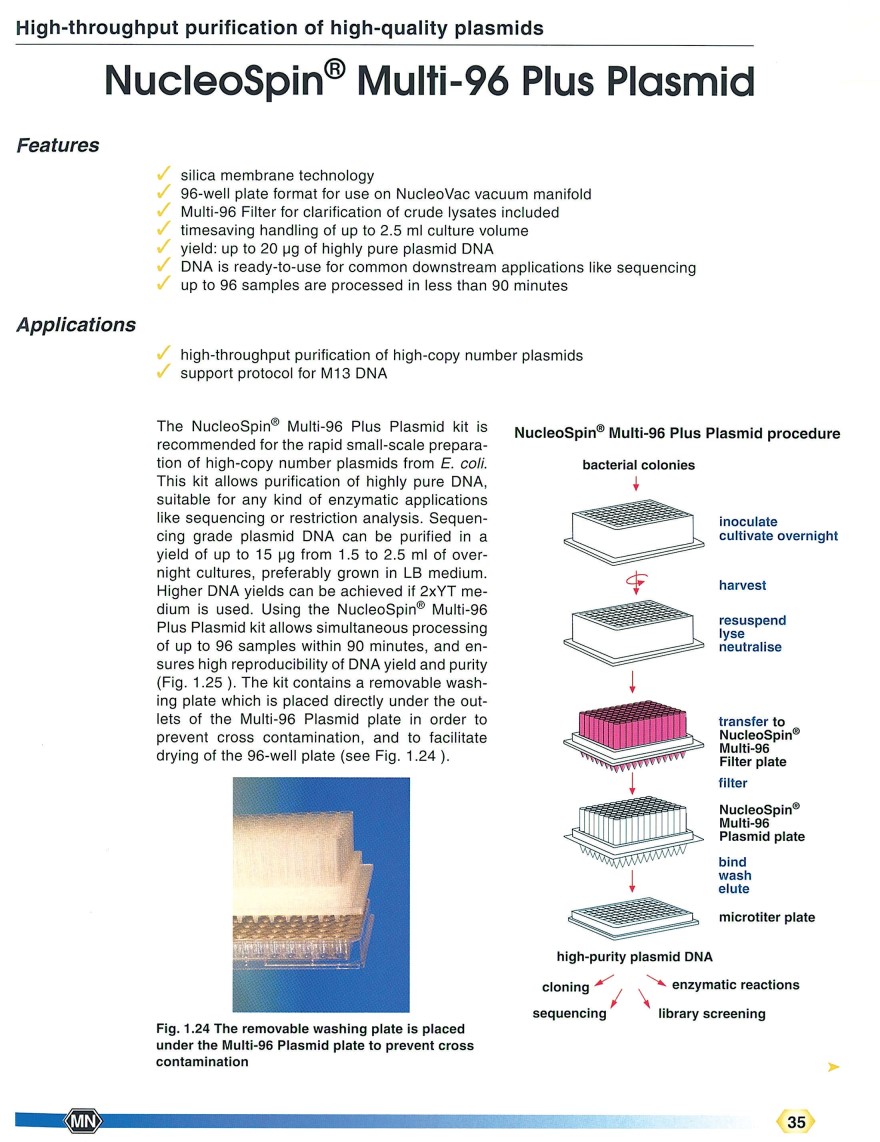 High-throughput purification of high-quality plasmids
NucleoSpin® Multi-96 Plus Plasmid
Features
✓ silica membrane technology
✓ 96-well plate format for use on NucleoVac vacuum manifold
✓ Multi-96 Filter for clarification of crude lysates included
✓ timesaving handling of up to 2.5 ml culture volume
✓ yield: up to 20 µg of highly pure plasmid DNA
✓ DNA is ready-to-use for common downstream applications like sequencing
✓ up to 96 samples are processed in less than 90 minutes
Applications
✓ high-throughput purification of high-copy number plasmids
✓ support protocol for M13 DNA
The NucleoSpin® Multi-96 Plus Plasmid kit is
recommended for the rapid small-scale prepara-
tion of high-copy number plasmids from E. coli.
This kit allows purification of highly pure DNA,
suitable for any kind of enzymatic applications
like sequencing or restriction analysis. Sequen-
cing grade plasmid DNA can be purified in a
yield of up to 15 µg from 1.5 to 2.5 ml of over-
night cultures, preferably grown in LB medium.
Higher DNA yields can be achieved if 2xYT me-
dium is used. Using the NucleoSpin® Multi-96
Plus Plasmid kit allows simultaneous processing
of up to 96 samples within 90 minutes, and en-
sures high reproducibility of DNA yield and purity
(Fig. 1.25 ). The kit contains a removable wash-
ing plate which is placed directly under the out-
lets of the Multi-96 Plasmid plate in order to
prevent cross contamination, and to facilitate
drying of the 96-well plate (see Fig. 1.24 ).
Fig. 1.24 The removable washing plate is placed
under the Multi-96 Plasmid plate to prevent cross
contamination
NucleoSpin® Multi-96 Plus Plasmid procedure
bacterial colonies
inoculate
cultivate overnight
harvest
resuspend
lyse
neutralise
transfer to
NucleoSpin®
Multi-96
Filter plate
filter
NucleoSpin®
Multi-96
Plasmid plate
bind
wash
elute
microtiter plate
high-purity plasmid DNA
cloning
enzymatic reactions
sequencing
library screening
MN
35